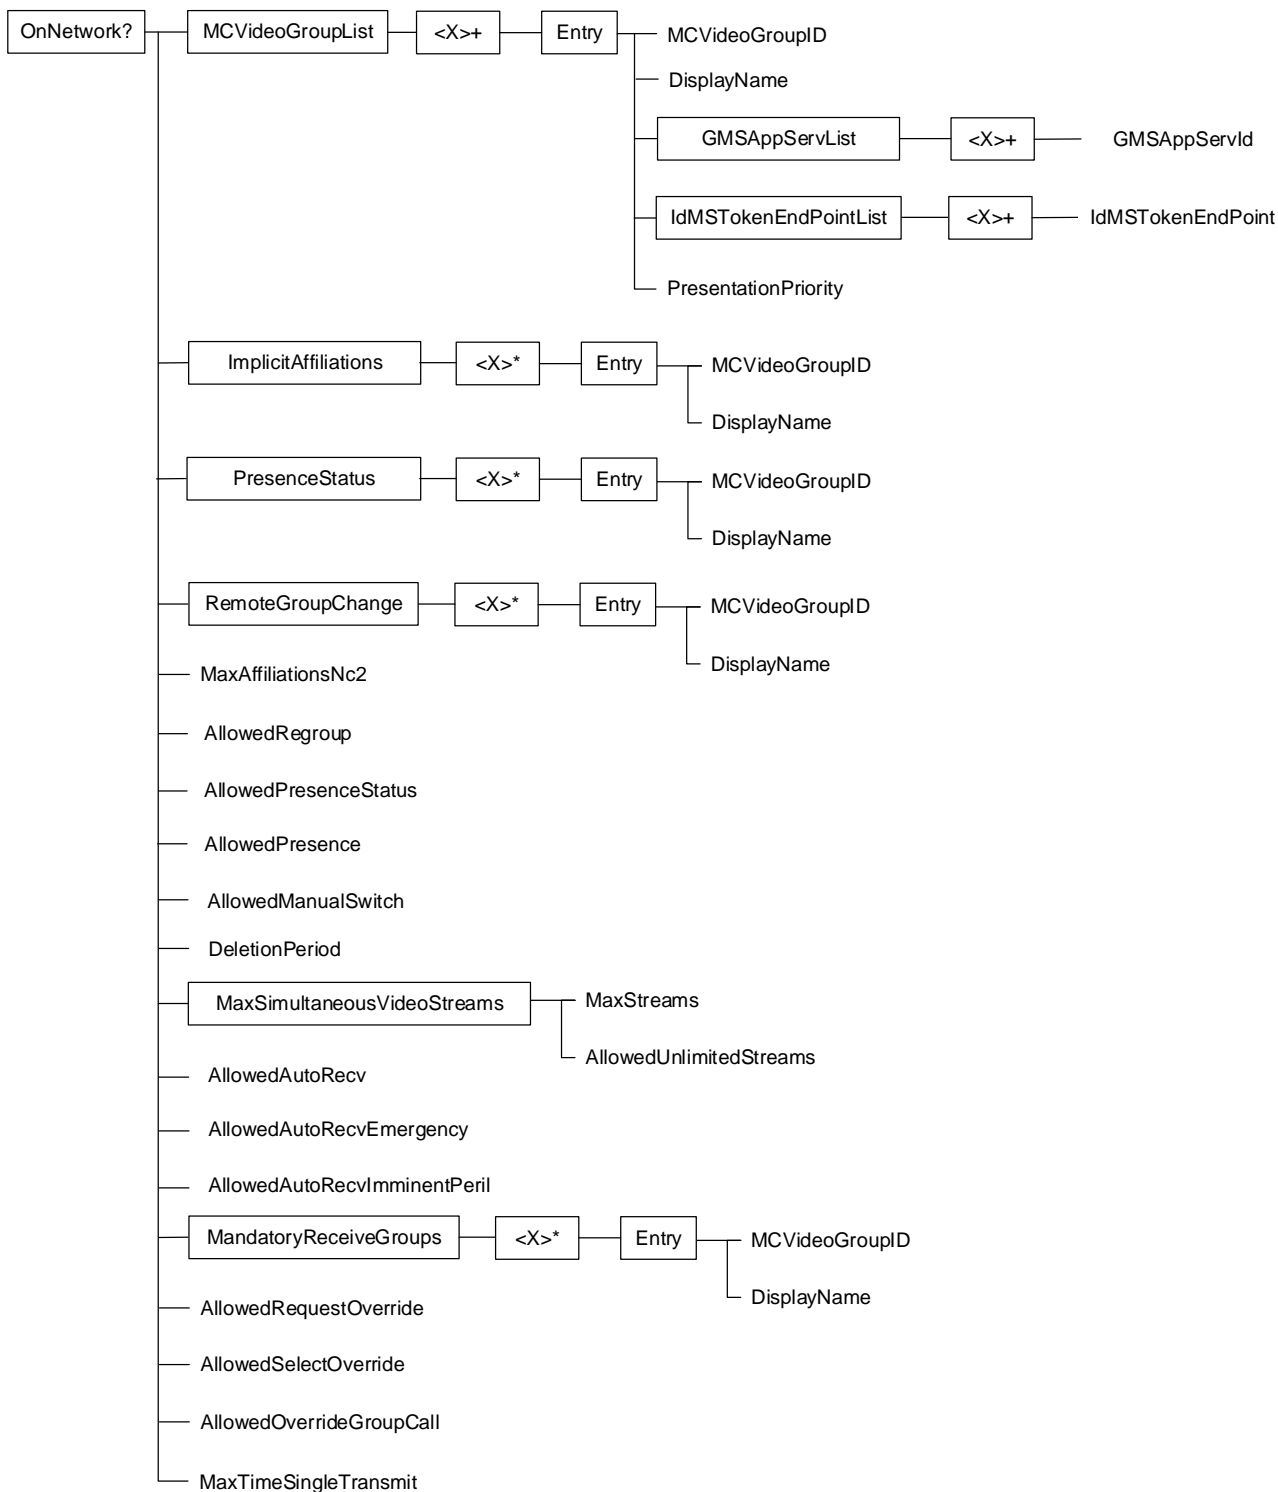 OnNetwork?
MCVideoGroupList
<X>+
Entry
MCVideoGroupID
DisplayName
GMSAppServList
<X>+
GMSAppServId
IdMSTokenEndPointList
<X>+
IdMSTokenEndPoint
PresentationPriority
ImplicitAffiliations
<X>*
Entry
MCVideoGroupID
DisplayName
PresenceStatus
<X>*
Entry
MCVideoGroupID
DisplayName
RemoteGroupChange
<X>*
Entry
MCVideoGroupID
DisplayName
MaxAffiliationsNc2
AllowedRegroup
AllowedPresenceStatus
AllowedPresence
AllowedManualSwitch
DeletionPeriod
MaxSimultaneousVideoStreams
MaxStreams
AllowedUnlimitedStreams
AllowedAutoRecv
AllowedAutoRecvEmergency
AllowedAutoRecvImminentPeril
MandatoryReceiveGroups
<X>*
Entry
MCVideoGroupID
DisplayName
AllowedRequestOverride
AllowedSelectOverride
AllowedOverrideGroupCall
MaxTimeSingleTransmit